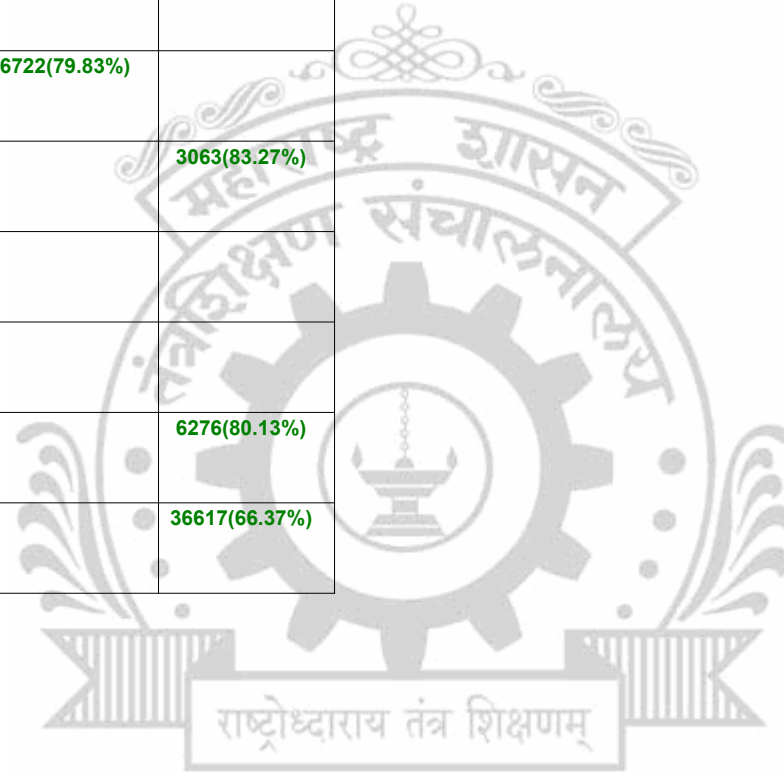 6722(79.83%)
3063(83.27%)
6276(80.13%)
36617(66.37%)
महाराष्ट्र शासन
तंत्रशिक्षण संचालनालय
राष्ट्रोध्दाराय तंत्र शिक्षणम्